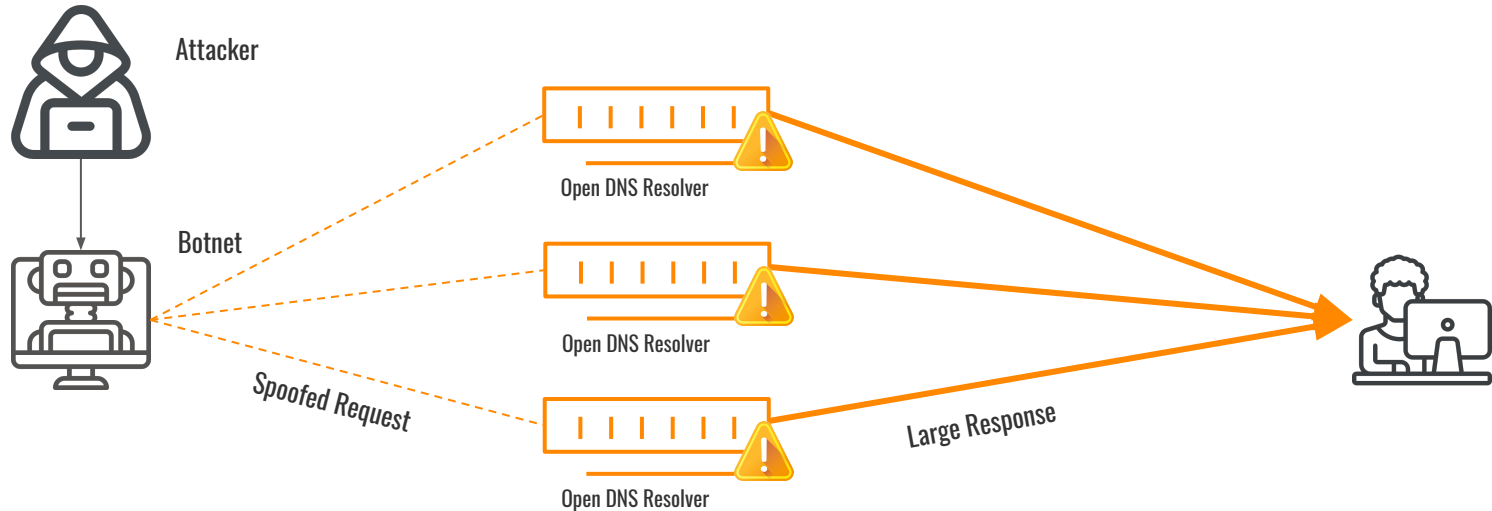 Attacker
Botnet
Open DNS Resolver
Open DNS Resolver
Spoofed Request
Large Response
Open DNS Resolver